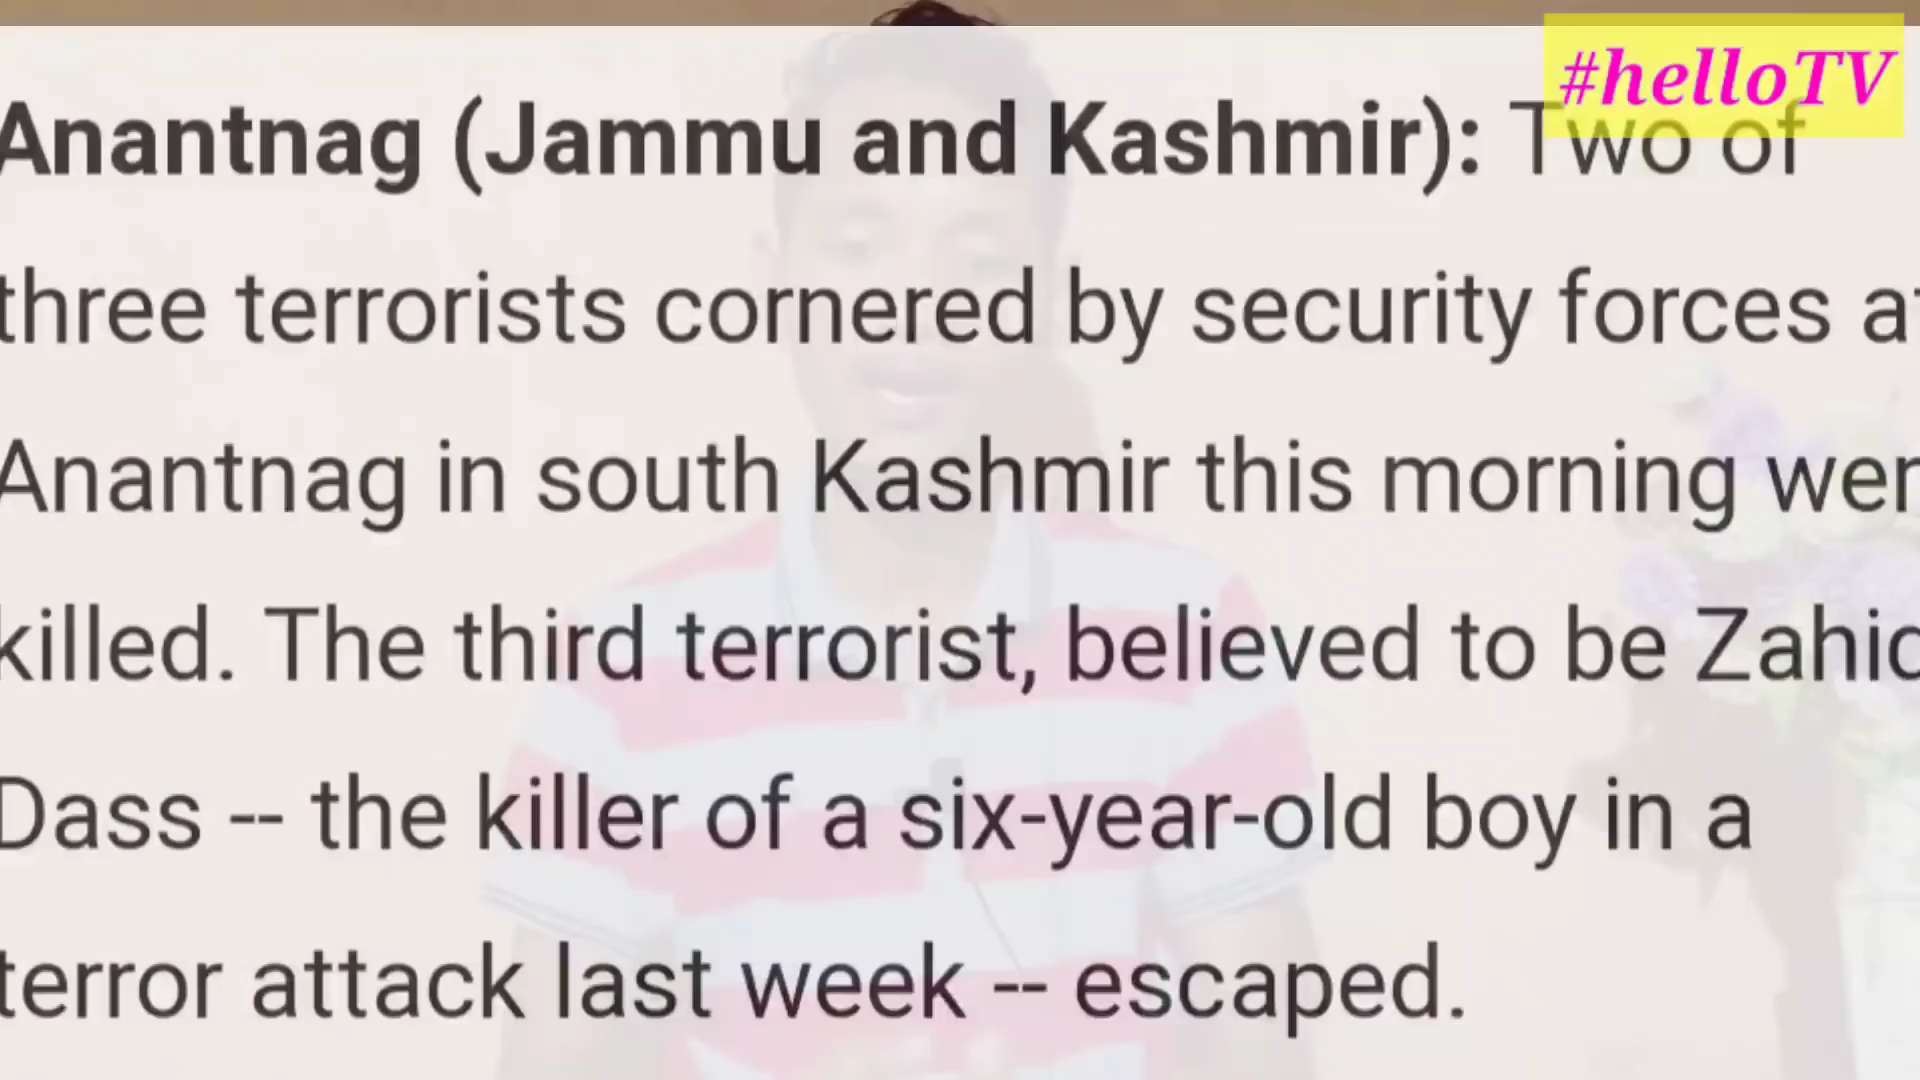 #helloTV
Anantnag (Jammu and Kashmir): Two of
three terrorists cornered by security forces at
Anantnag in south Kashmir this morning wer
killed. The third terrorist, believed to be Zahid
Dass -- the killer of a six-year-old boy in a
terror attack last week -- escaped.